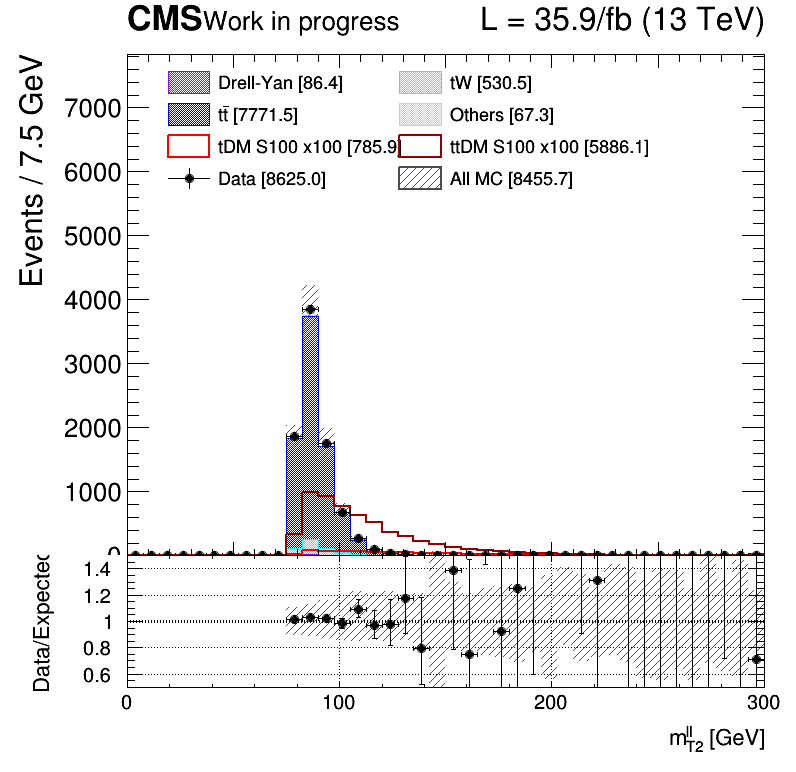 CMS Work in progress L = 35.9/fb (13 TeV)
Events / 7.5 GeV
7000
6000
5000
4000
3000
2000
1000
0
Drell-Yan [86.4] tW [530.5]
tt̄ [7771.5] Others [67.3]
tDM S100 x100 [785.9] ttDM S100 x100 [5886.1]
Data [8625.0] All MC [8455.7]
Data/Expected
1.4
1.2
1
0.8
0.6
0 100 200 300
m_{T2}^{ll} [GeV]